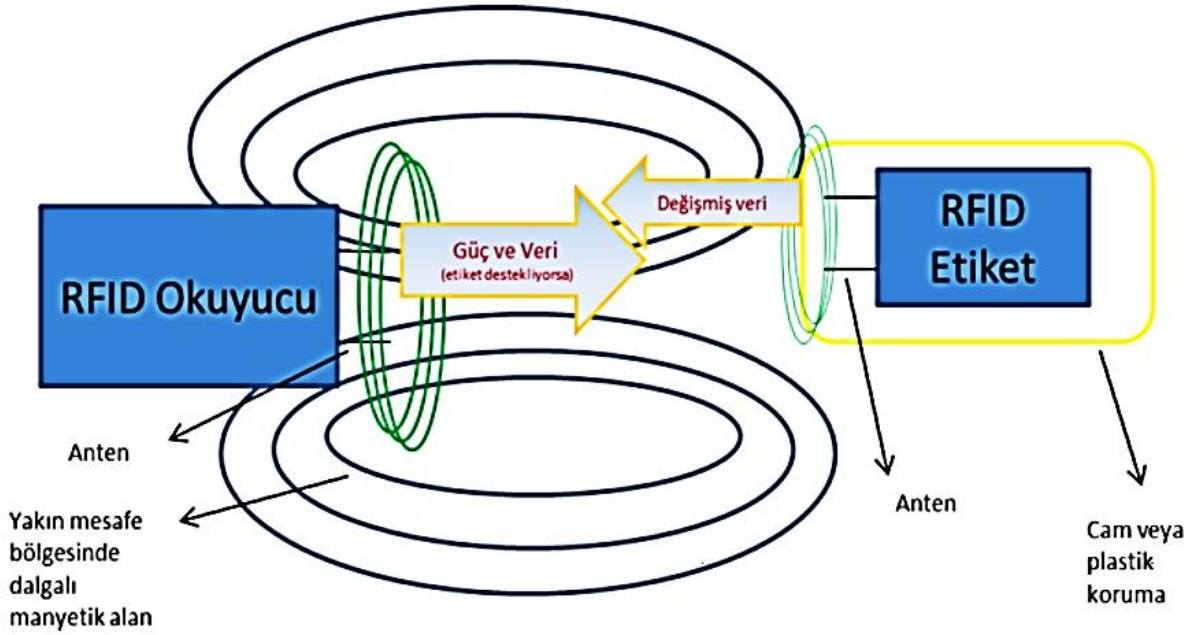 RFID Okuyucu
Güç ve Veri
(etiket destekliyorsa)
Değişmiş veri
RFID
Etiket
Anten
Yakın mesafe
bölgesinde
dalgalı
manyetik alan
Anten
Cam veya
plastik
koruma